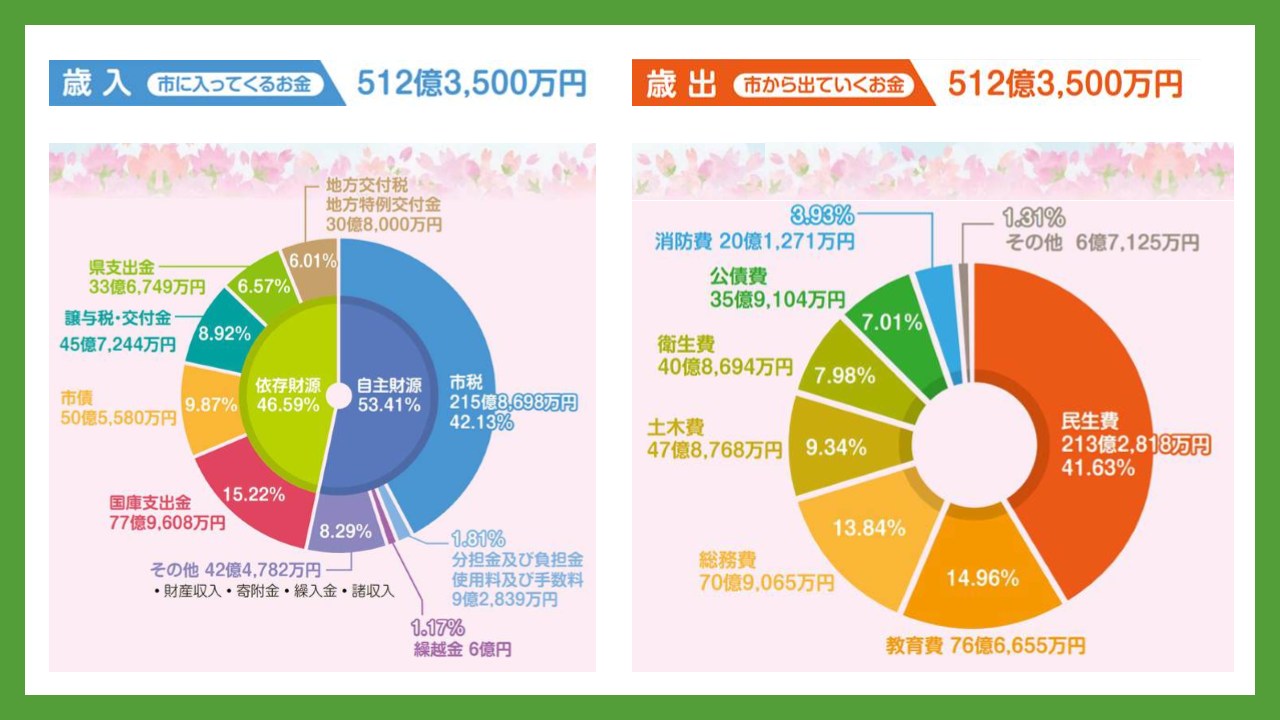 歳入 市に入ってくるお金 512億3,500万円
地方交付税
地方特例交付金
30億8,000万円
6.01%
県支出金
33億6,749万円
6.57%
譲与税・交付金
45億7,244万円
8.92%
市債
50億5,580万円
9.87%
国庫支出金
77億9,608万円
15.22%
依存財源
46.59%
自主財源
53.41%
市税
215億8,698万円
42.13%
その他 42億4,782万円
・財産収入・寄附金・繰入金・諸収入
8.29%
1.81%
分担金及び負担金
使用料及び手数料
9億2,839万円
1.17%
繰越金 6億円
歳出 市から出ていくお金 512億3,500万円
3.93%
消防費 20億1,271万円
1.31%
その他 6億7,125万円
公債費
35億9,104万円
7.01%
衛生費
40億8,694万円
7.98%
土木費
47億8,768万円
9.34%
総務費
70億9,065万円
13.84%
教育費 76億6,655万円
14.96%
民生費
213億2,818万円
41.63%